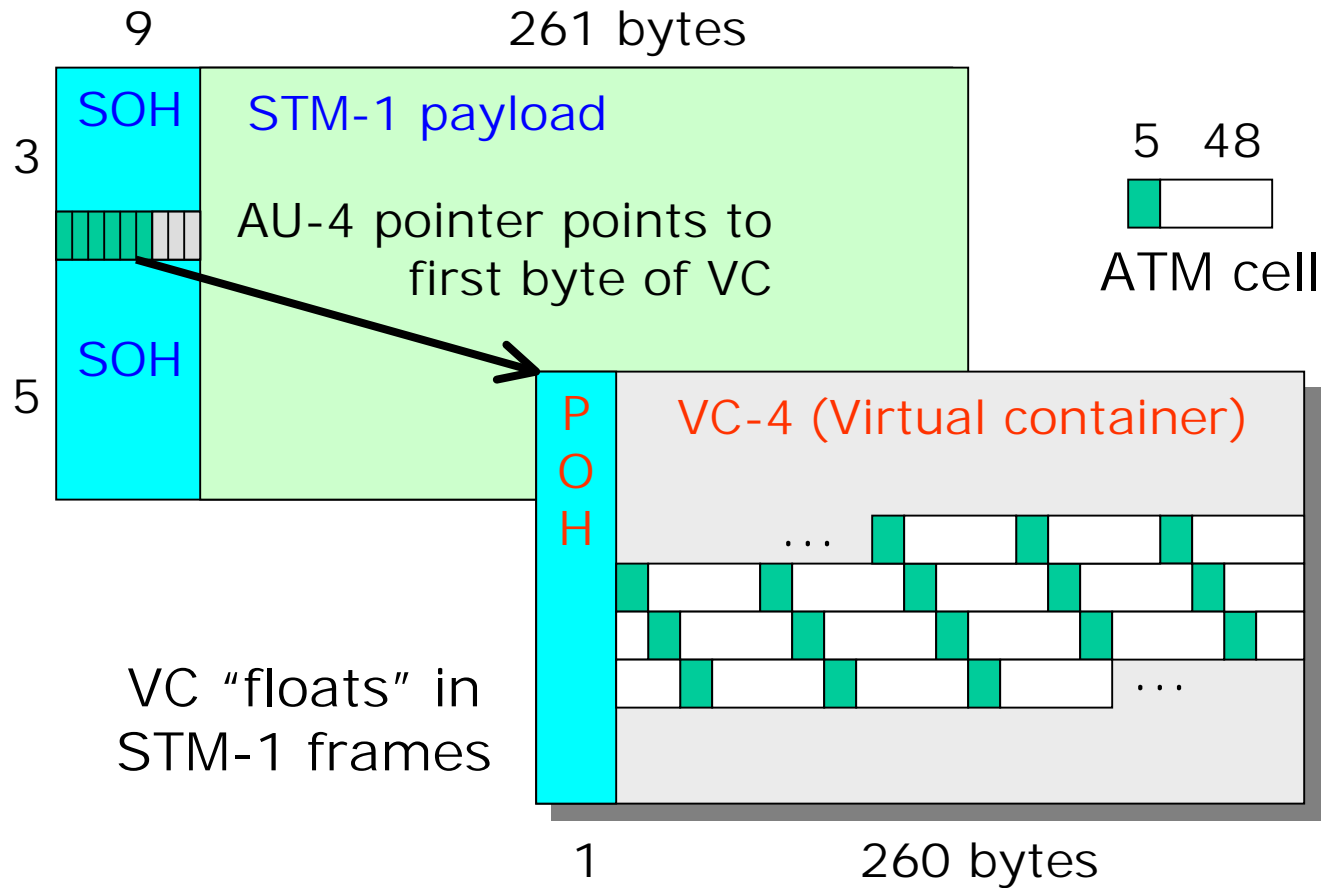 9
261 bytes
SOH
STM-1 payload
3
5 48
AU-4 pointer points to
first byte of VC
ATM cell
SOH
5
P
O
H
VC-4 (Virtual container)
...
VC “floats” in
STM-1 frames
...
1
260 bytes